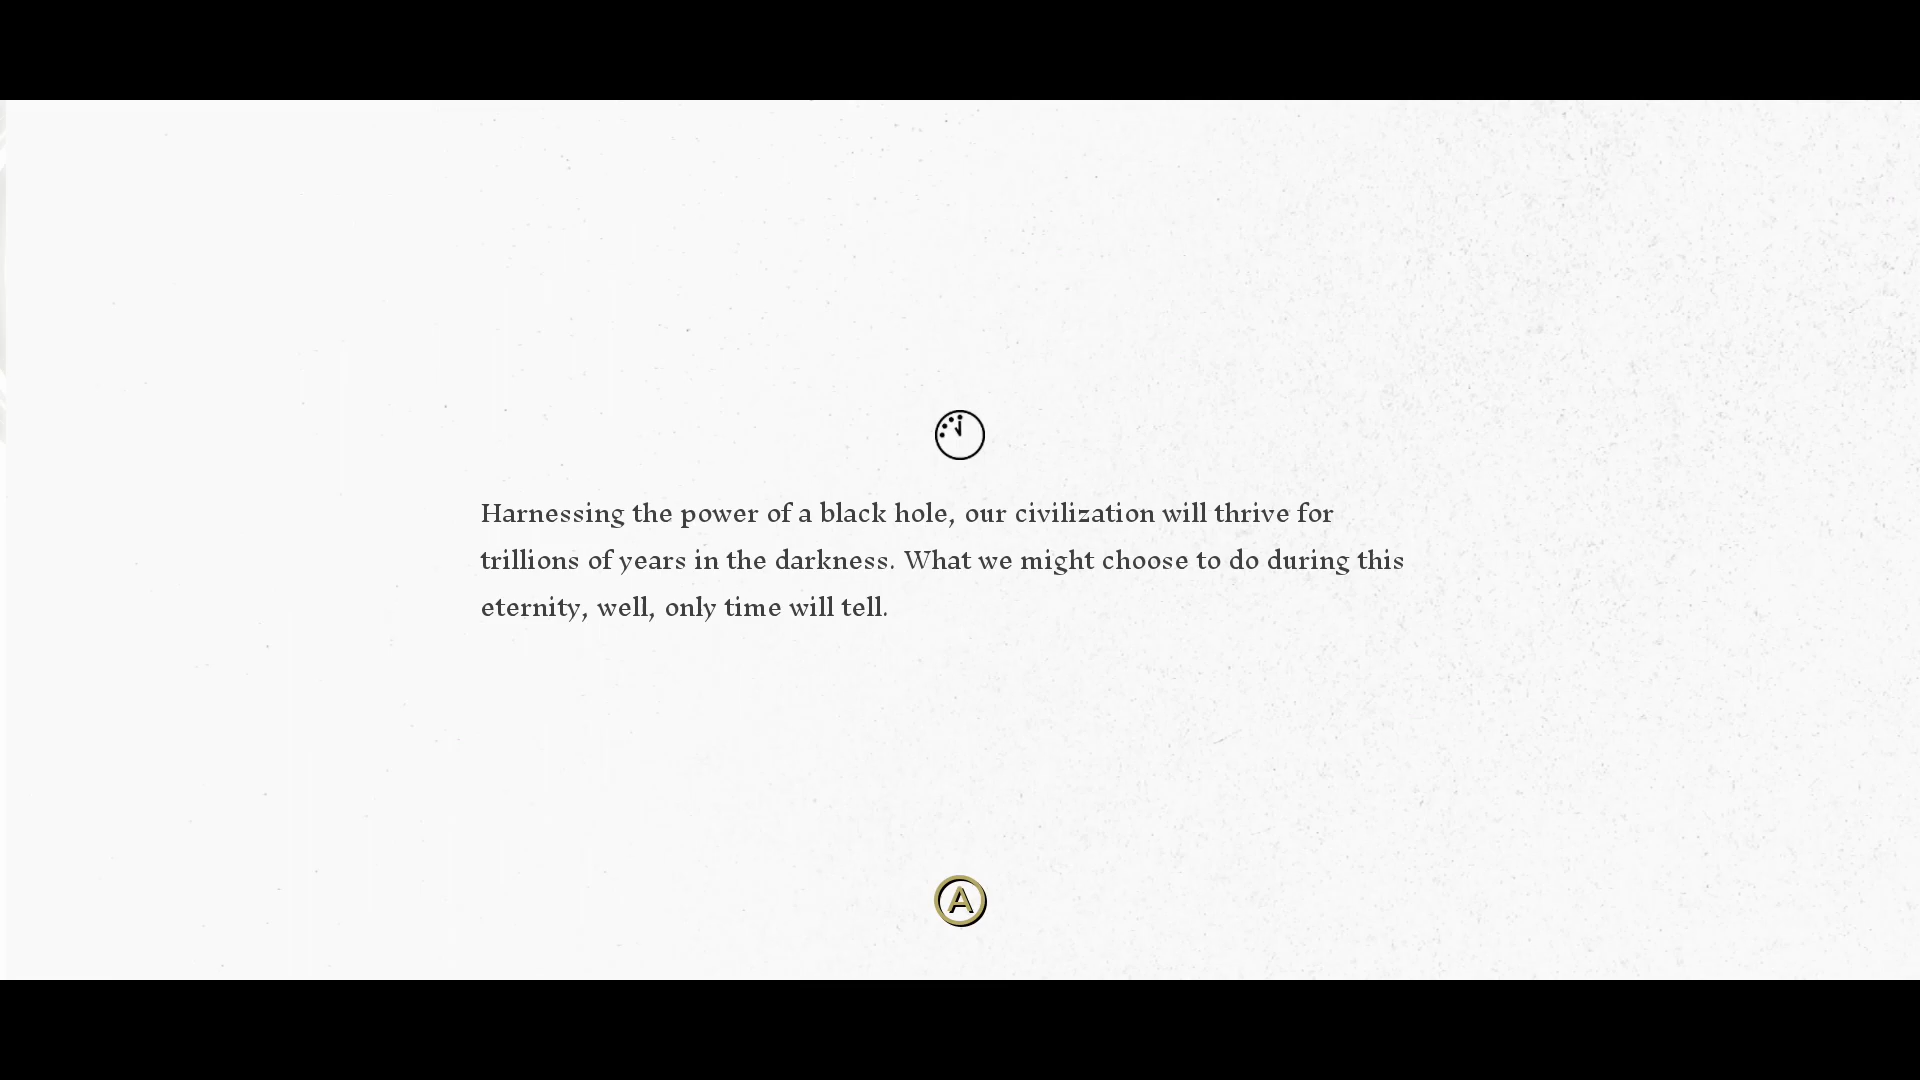 Harnessing the power of a black hole, our civilization will thrive for
trillions of years in the darkness. What we might choose to do during this
eternity, well, only time will tell.
A